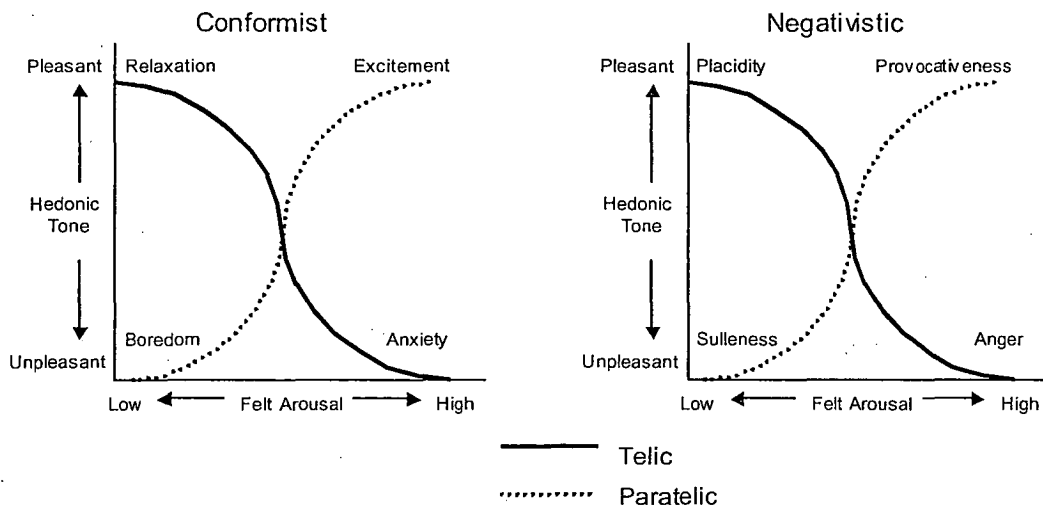 Conformist
Pleasant
Relaxation
Excitement
Hedonic
Tone
Boredom
Anxiety
Unpleasant
Low
Felt Arousal
High
Negativistic
Pleasant
Placidity
Provocativeness
Hedonic
Tone
Sulleness
Anger
Unpleasant
Low
Felt Arousal
High
Telic
Paratelic